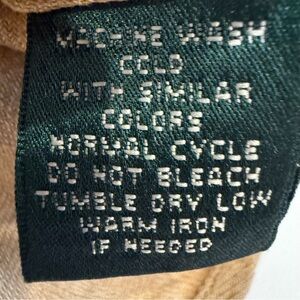 MACHINE WASH
COLD
WITH SIMILAR
COLORS
NORMAL CYCLE
DO NOT BLEACH
TUMBLE DRY LOW
WARM IRON
IF NEEDED